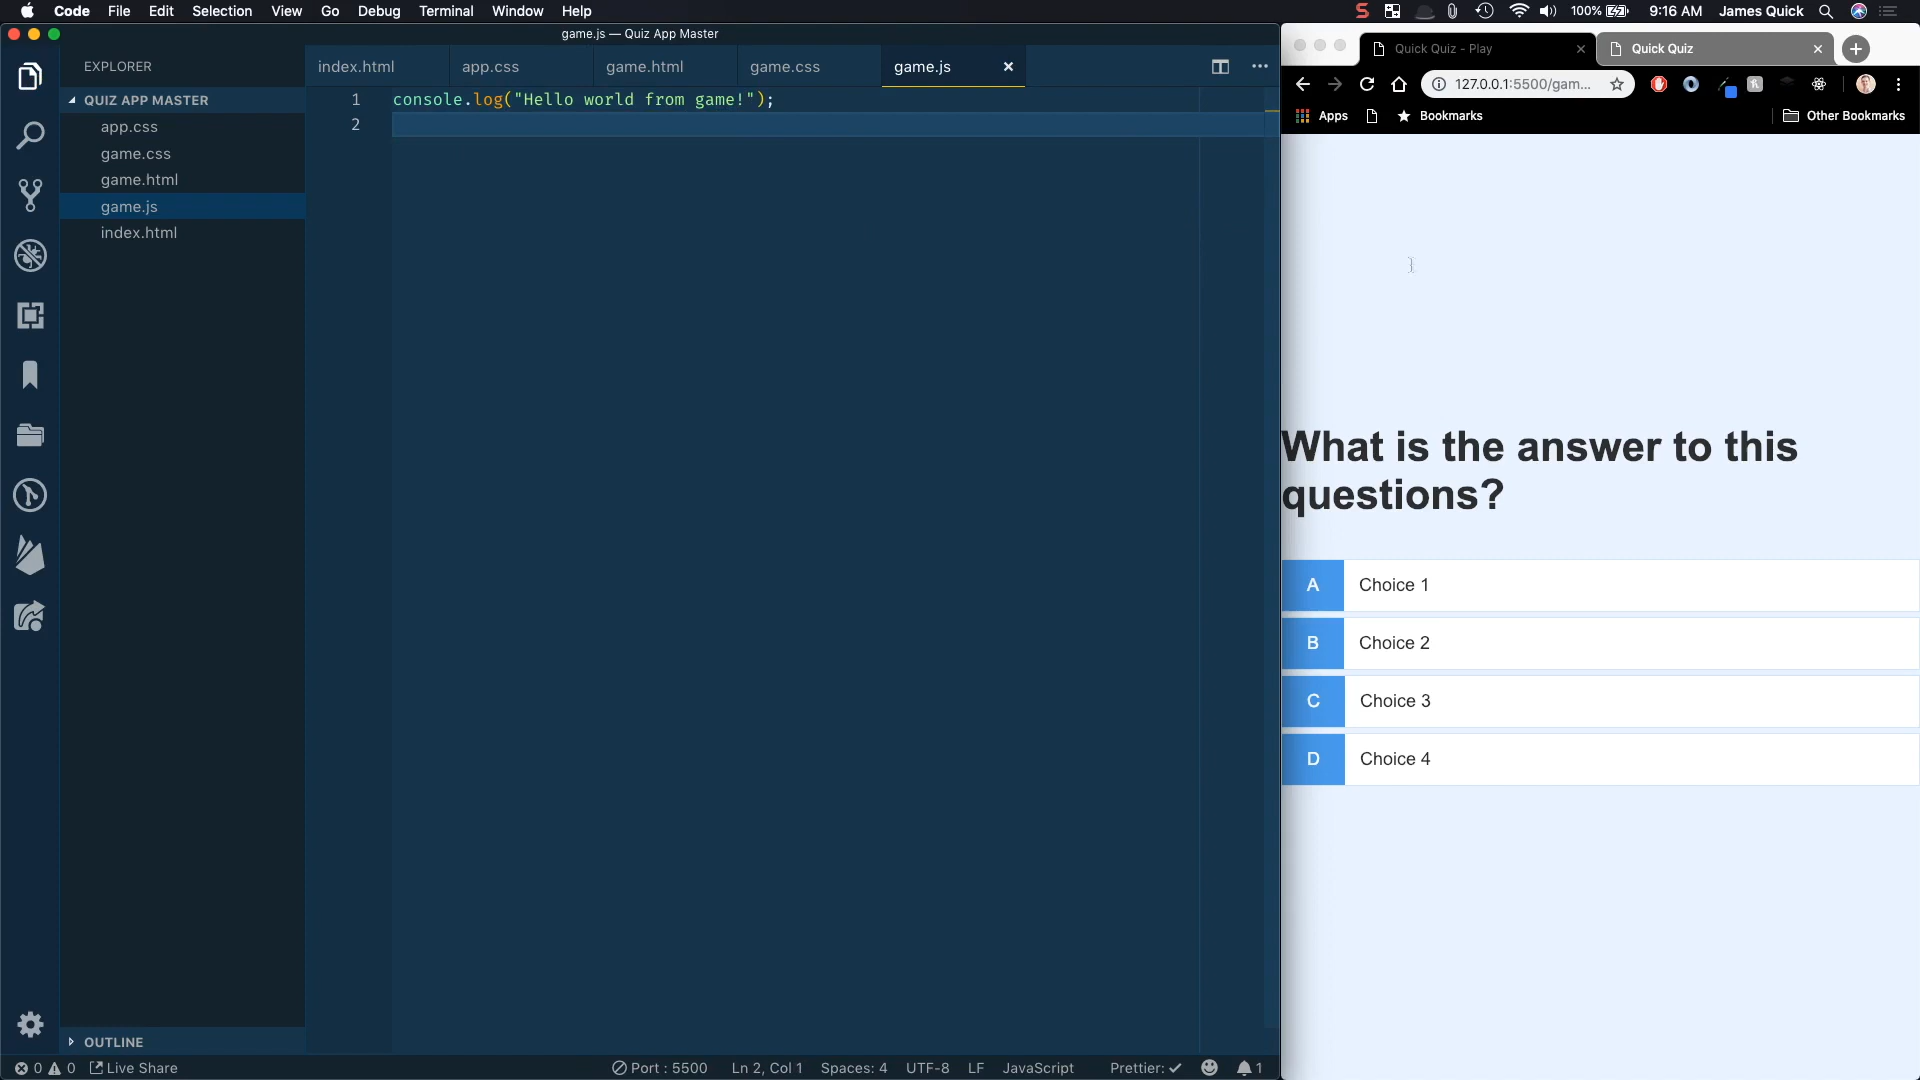 Code File Edit Selection View Go Debug Terminal Window Help
100% 9:16 AM James Quick
game.js — Quiz App Master
EXPLORER
QUIZ APP MASTER
app.css
game.css
game.html
game.js
index.html
OUTLINE
index.html app.css game.html game.css game.js
1 console.log("Hello world from game!");
2
0 0 Live Share Port : 5500 Ln 2, Col 1 Spaces: 4 UTF-8 LF JavaScript Prettier: 1
Quick Quiz - Play Quick Quiz
127.0.0.1:5500/gam...
Apps Bookmarks Other Bookmarks
What is the answer to this
questions?
A Choice 1
B Choice 2
C Choice 3
D Choice 4